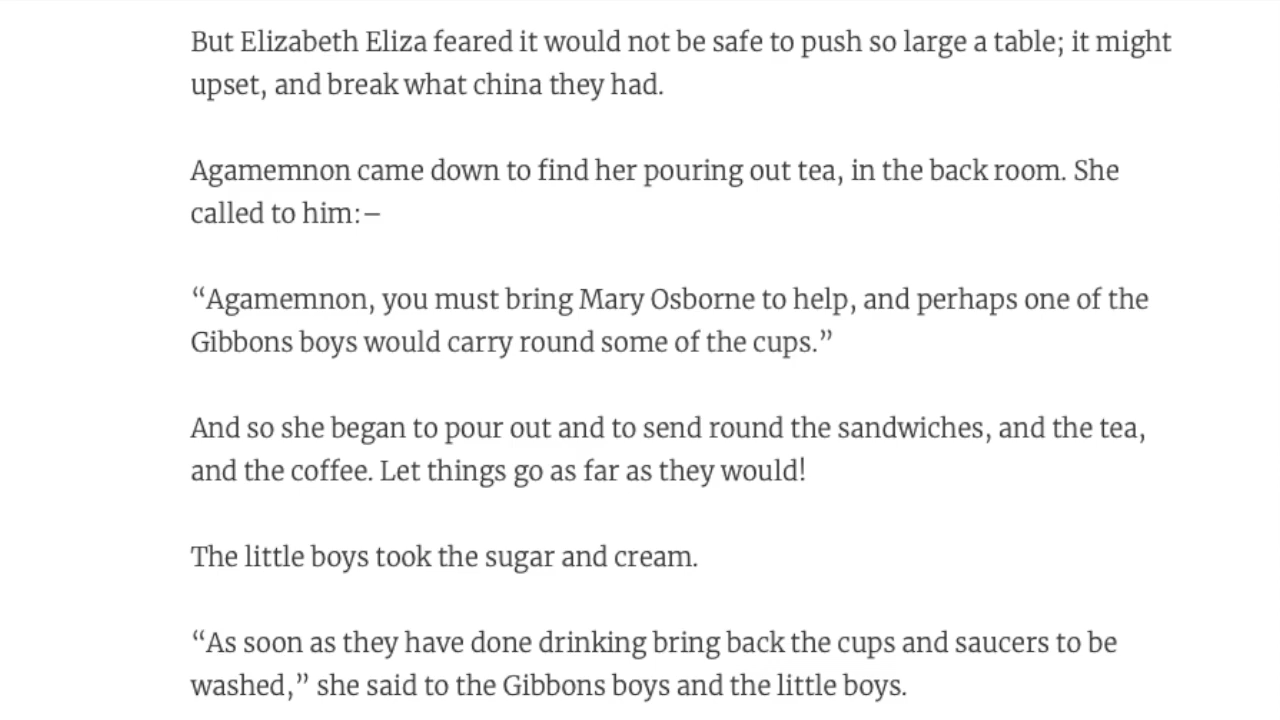 But Elizabeth Eliza feared it would not be safe to push so large a table; it might
upset, and break what china they had.
Agamemnon came down to find her pouring out tea, in the back room. She
called to him:–
“Agamemnon, you must bring Mary Osborne to help, and perhaps one of the
Gibbons boys would carry round some of the cups.”
And so she began to pour out and to send round the sandwiches, and the tea,
and the coffee. Let things go as far as they would!
The little boys took the sugar and cream.
“As soon as they have done drinking bring back the cups and saucers to be
washed,” she said to the Gibbons boys and the little boys.